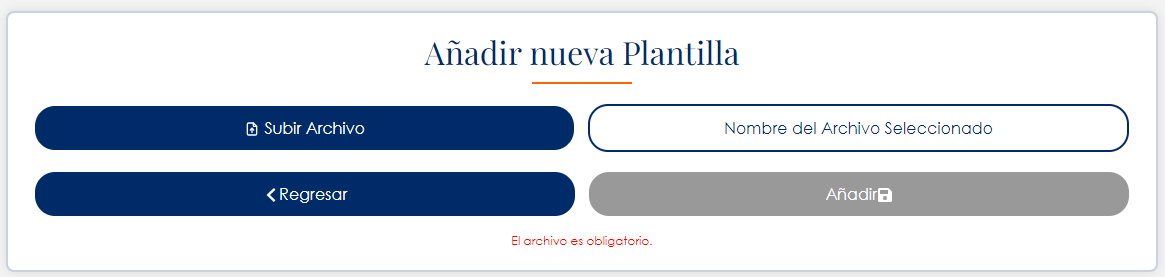 Añadir nueva Plantilla
Subir Archivo
Nombre del Archivo Seleccionado
Regresar
Añadir
El archivo es obligatorio.